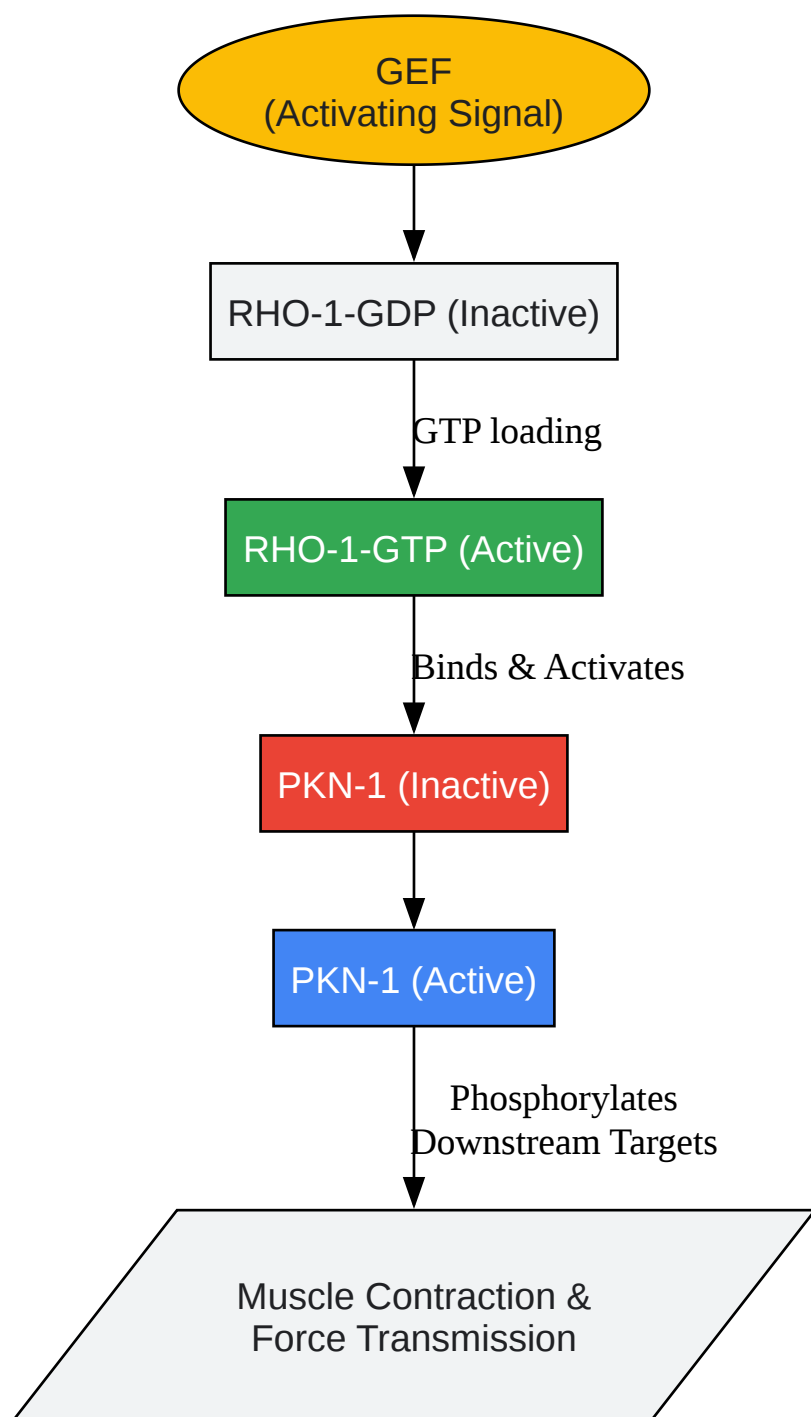 GEF
(Activating Signal)
RHO-1-GDP (Inactive)
GTP loading
RHO-1-GTP (Active)
Binds & Activates
PKN-1 (Inactive)
PKN-1 (Active)
Phosphorylates
Downstream Targets
Muscle Contraction &
Force Transmission